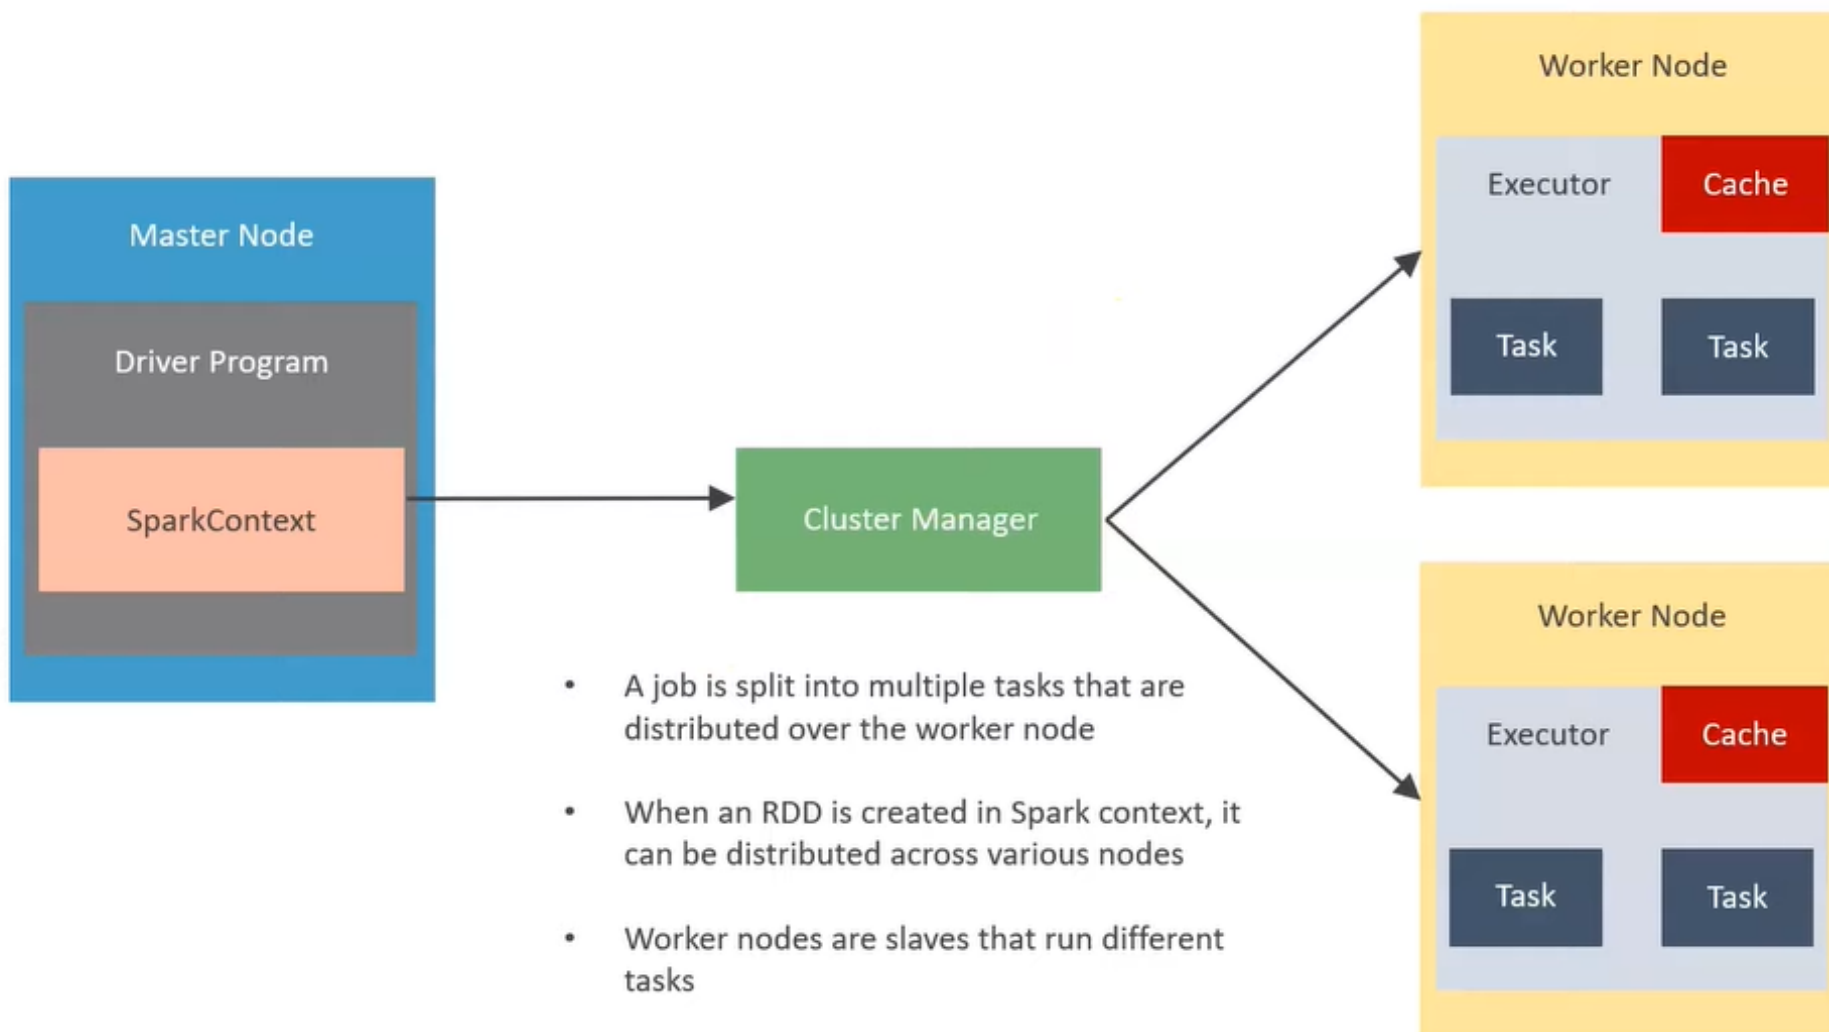 Master Node
Driver Program
SparkContext
Cluster Manager
• A job is split into multiple tasks that are
distributed over the worker node
• When an RDD is created in Spark context, it
can be distributed across various nodes
• Worker nodes are slaves that run different
tasks
Worker Node
Executor
Cache
Task
Task
Worker Node
Executor
Cache
Task
Task